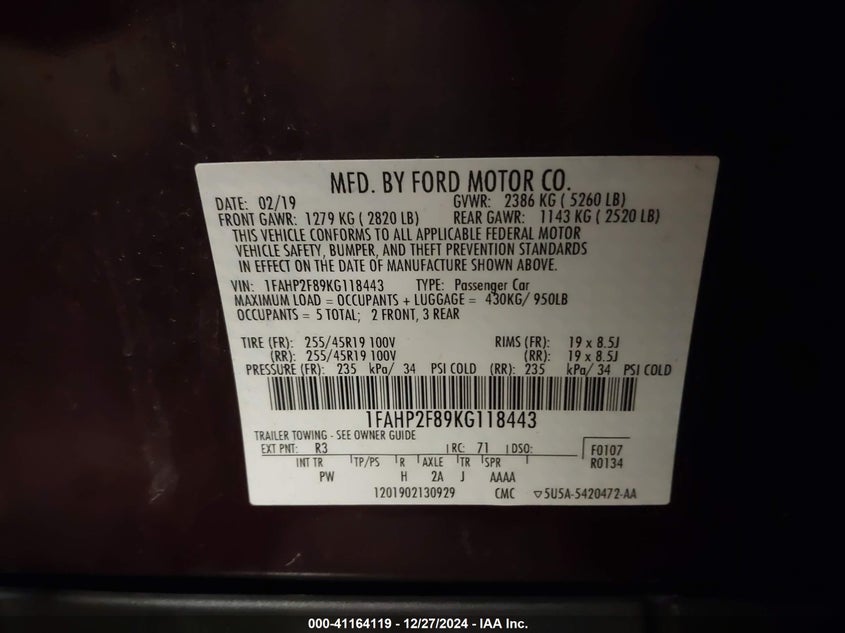 MFD. BY FORD MOTOR CO.
DATE: 02/19 GVWR: 2386 KG ( 5260 LB)
FRONT GAWR: 1279 KG ( 2820 LB) REAR GAWR: 1143 KG ( 2520 LB)
THIS VEHICLE CONFORMS TO ALL APPLICABLE FEDERAL MOTOR
VEHICLE SAFETY, BUMPER, AND THEFT PREVENTION STANDARDS
IN EFFECT ON THE DATE OF MANUFACTURE SHOWN ABOVE.
VIN: 1FAHP2F89KG118443 TYPE: Passenger Car
MAXIMUM LOAD = OCCUPANTS + LUGGAGE = 430KG/ 950LB
OCCUPANTS = 5 TOTAL; 2 FRONT, 3 REAR
TIRE (FR): 255/45R19 100V RIMS (FR): 19 x 8.5J
(RR): 255/45R19 100V (RR): 19 x 8.5J
PRESSURE (FR): 235 kPa/ 34 PSI COLD (RR): 235 kPa/ 34 PSI COLD
1FAHP2F89KG118443
TRAILER TOWING - SEE OWNER GUIDE
EXT PNT: R3 RC: 71 DSO: F0107
INT TR TP/PS R AXLE TR SPR R0134
PW H 2A J AAAA
1201902130929 CMC ▽5U5A-5420472-AA
000-41164119 - 12/27/2024 - IAA Inc.